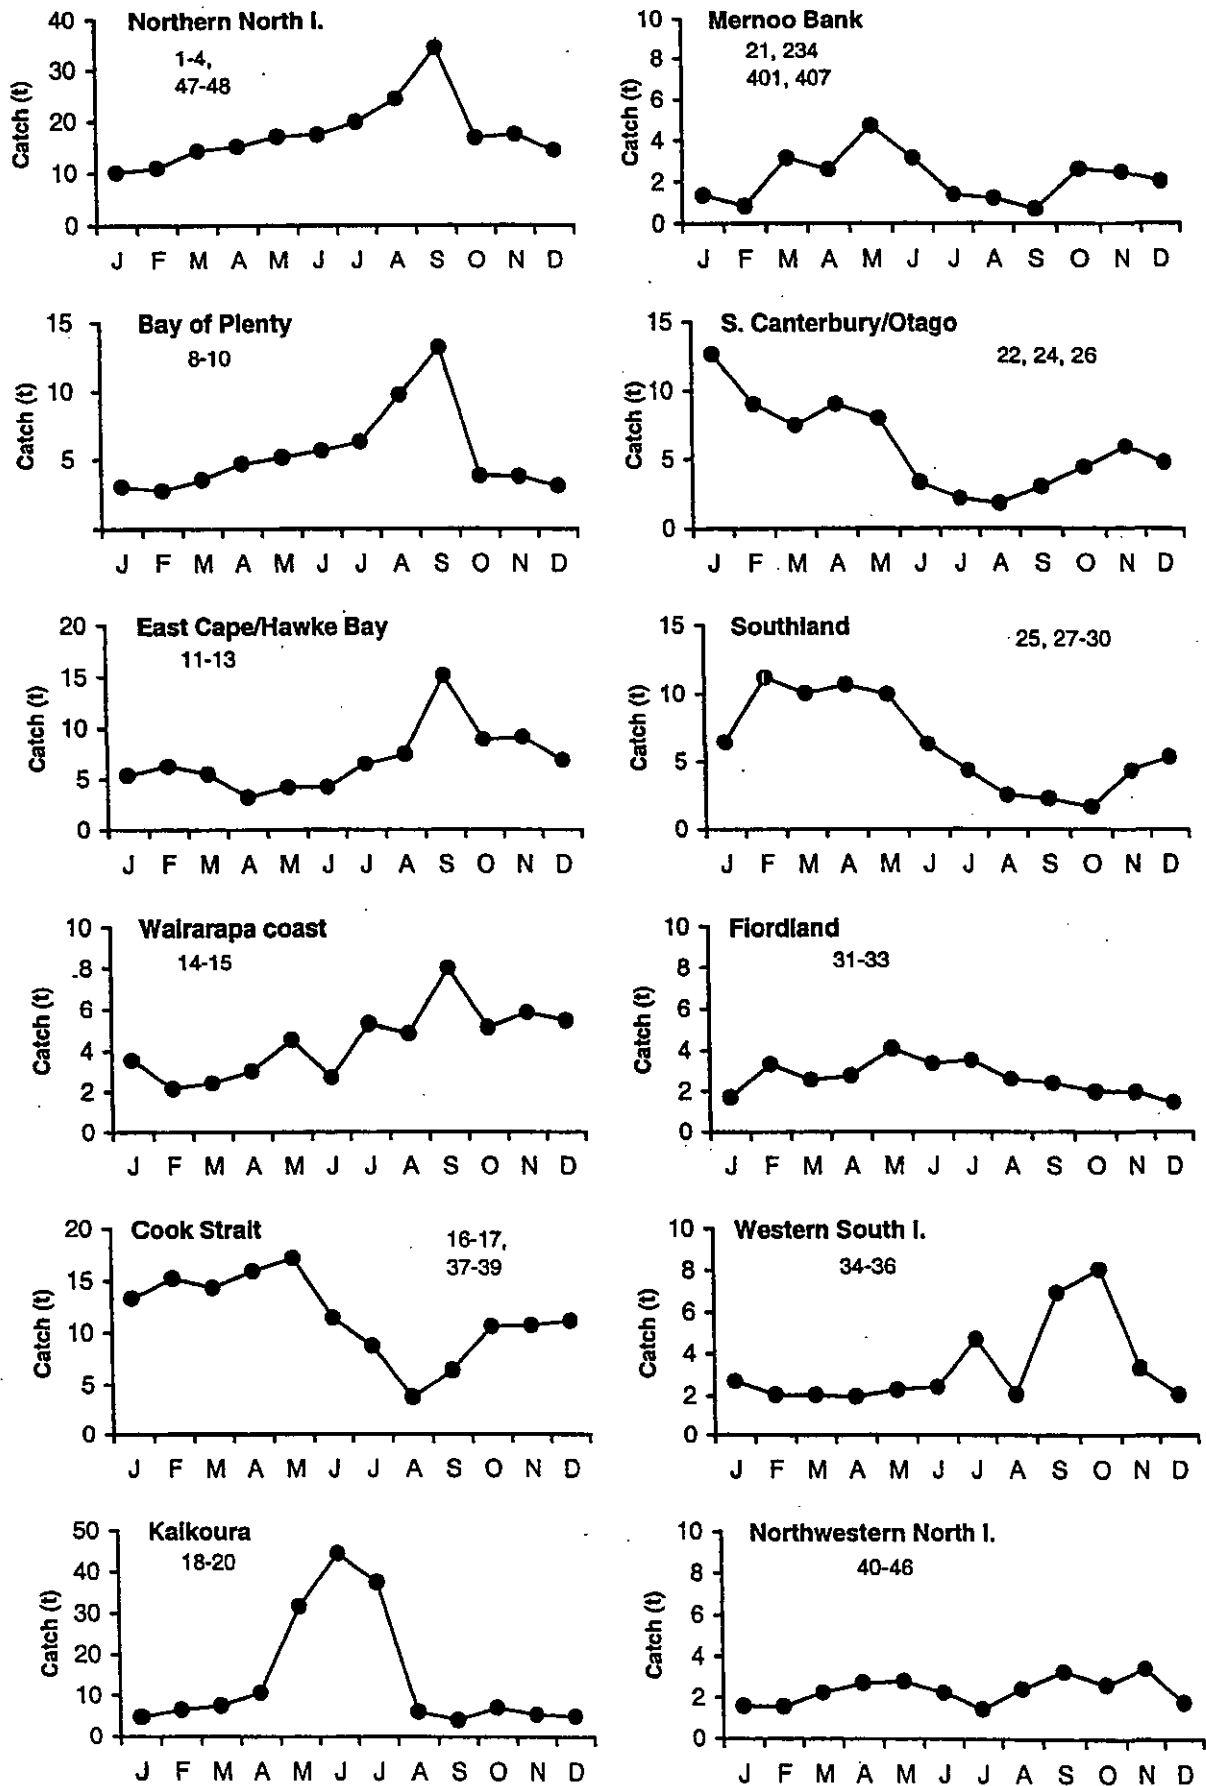 Northern North I.
1-4,
47-48
Catch (t)
40
30
20
10
0
J F M A M J J A S O N D
Mernoo Bank
21, 234
401, 407
Catch (t)
10
8
6
4
2
0
J F M A M J J A S O N D
Bay of Plenty
8-10
Catch (t)
15
10
5
J F M A M J J A S O N D
S. Canterbury/Otago
22, 24, 26
Catch (t)
15
10
5
0
J F M A M J J A S O N D
East Cape/Hawke Bay
11-13
Catch (t)
20
15
10
5
0
J F M A M J J A S O N D
Southland
25, 27-30
Catch (t)
15
10
5
0
J F M A M J J A S O N D
Wairarapa coast
14-15
Catch (t)
10
8
6
4
2
0
J F M A M J J A S O N D
Fiordland
31-33
Catch (t)
10
8
6
4
2
0
J F M A M J J A S O N D
Cook Strait
16-17,
37-39
Catch (t)
20
15
10
5
0
J F M A M J J A S O N D
Western South I.
34-36
Catch (t)
10
8
6
4
2
0
J F M A M J J A S O N D
Kaikoura
18-20
Catch (t)
50
40
30
20
10
0
J F M A M J J A S O N D
Northwestern North I.
40-46
Catch (t)
10
8
6
4
2
0
J F M A M J J A S O N D